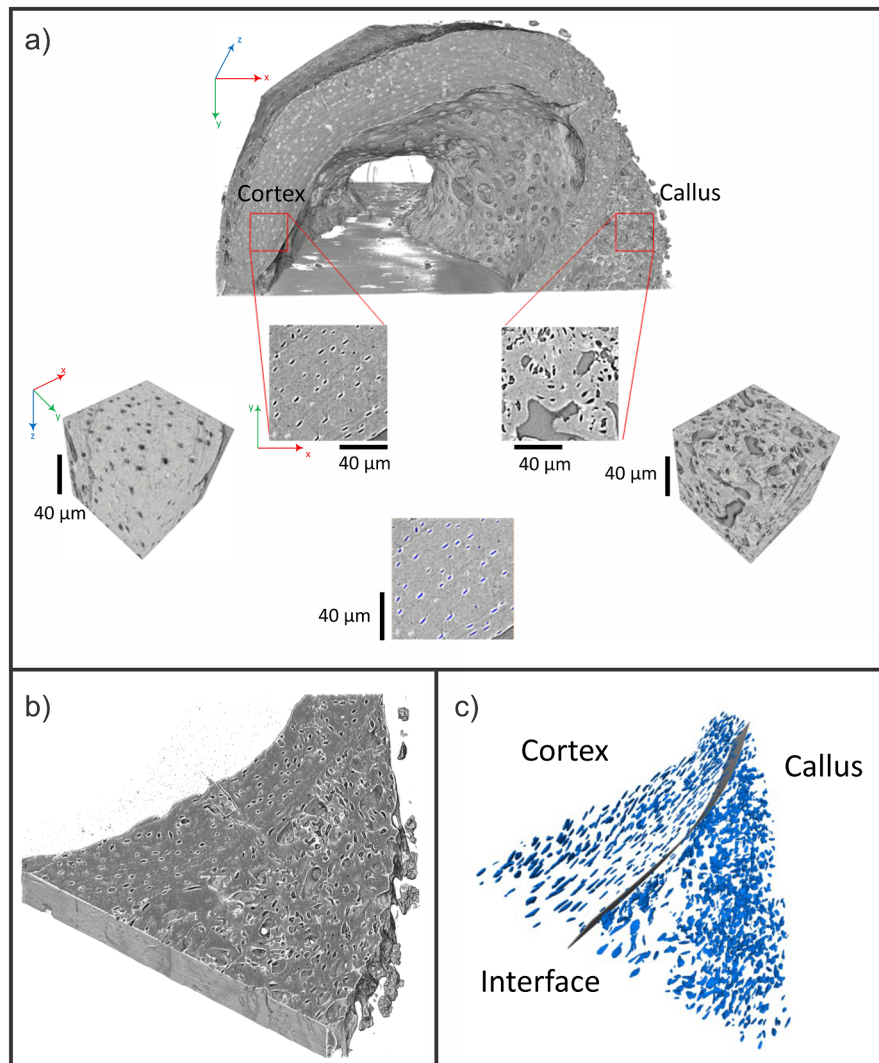 a)
z
x
y
Cortex
Callus
x
y
z
y
x
40 µm
40 µm
40 µm
40 µm
40 µm
b)
c)
Cortex
Callus
Interface